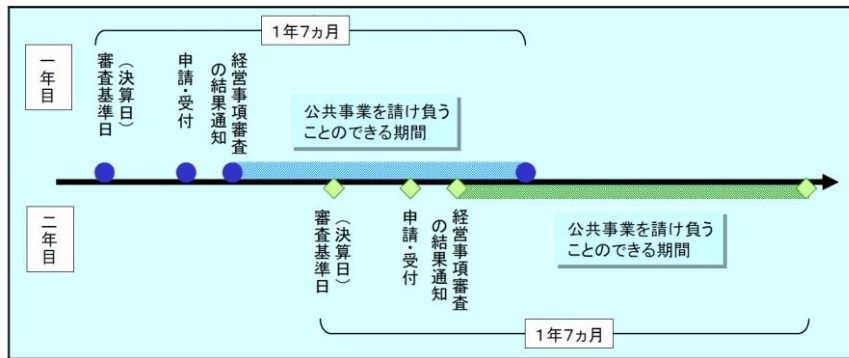 1年7ヵ月
一年目
審査基準日
(決算日)
申請・受付
経営事項審査
の結果通知
公共事業を請け負う
ことのできる期間
二年目
審査基準日
(決算日)
申請・受付
経営事項審査
の結果通知
公共事業を請け負う
ことのできる期間
1年7ヵ月